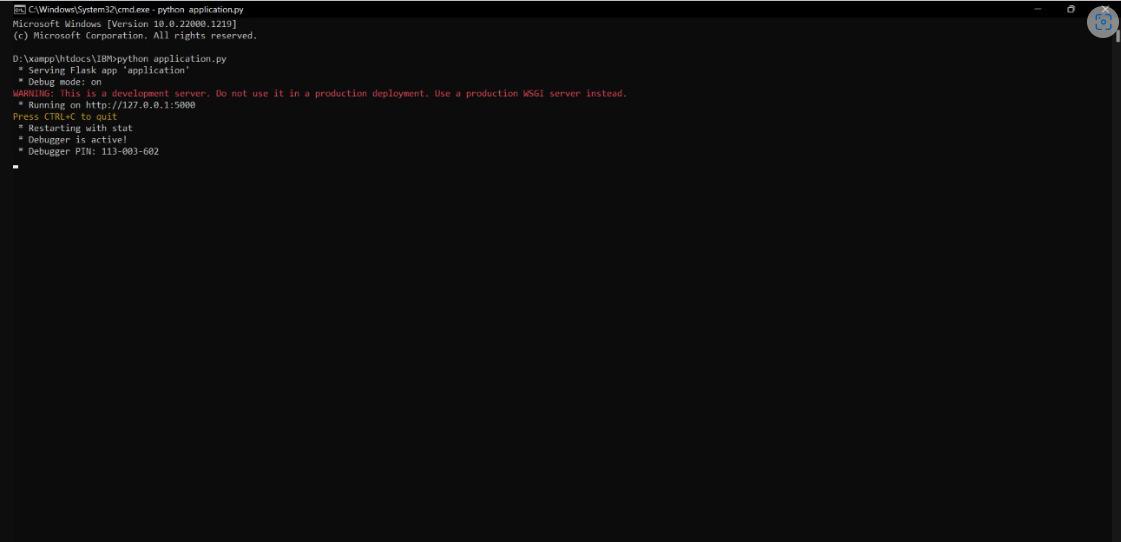 C:\Windows\System32\cmd.exe - python application.py
Microsoft Windows [Version 10.0.22000.1219]
(c) Microsoft Corporation. All rights reserved.
D:\xampp\htdocs\IBM>python application.py
* Serving Flask app 'application'
* Debug mode: on
WARNING: This is a development server. Do not use it in a production deployment. Use a production WSGI server instead.
* Running on http://127.0.0.1:5000
Press CTRL+C to quit
* Restarting with stat
* Debugger is active!
* Debugger PIN: 113-003-602